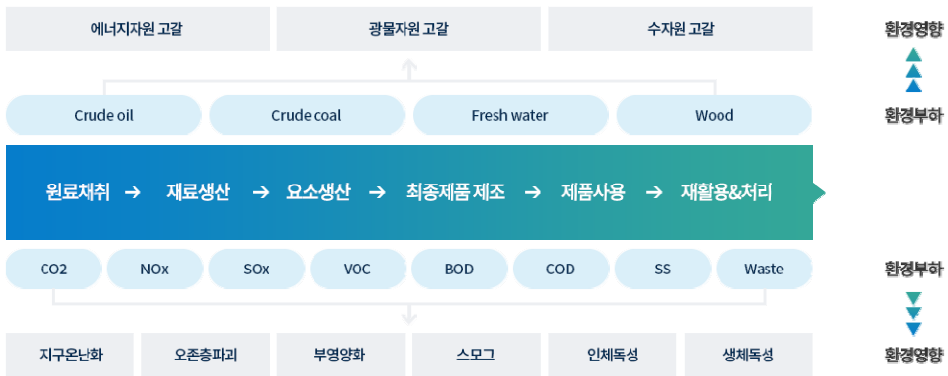 에너지자원 고갈 광물자원 고갈 수자원 고갈 환경영향
Crude oil Crude coal Fresh water Wood 환경부하
원료채취 → 재료생산 → 요소생산 → 최종제품 제조 → 제품사용 → 재활용&처리
CO2 NOx SOx VOC BOD COD SS Waste 환경부하
지구온난화 오존층파괴 부영양화 스모그 인체독성 생체독성 환경영향